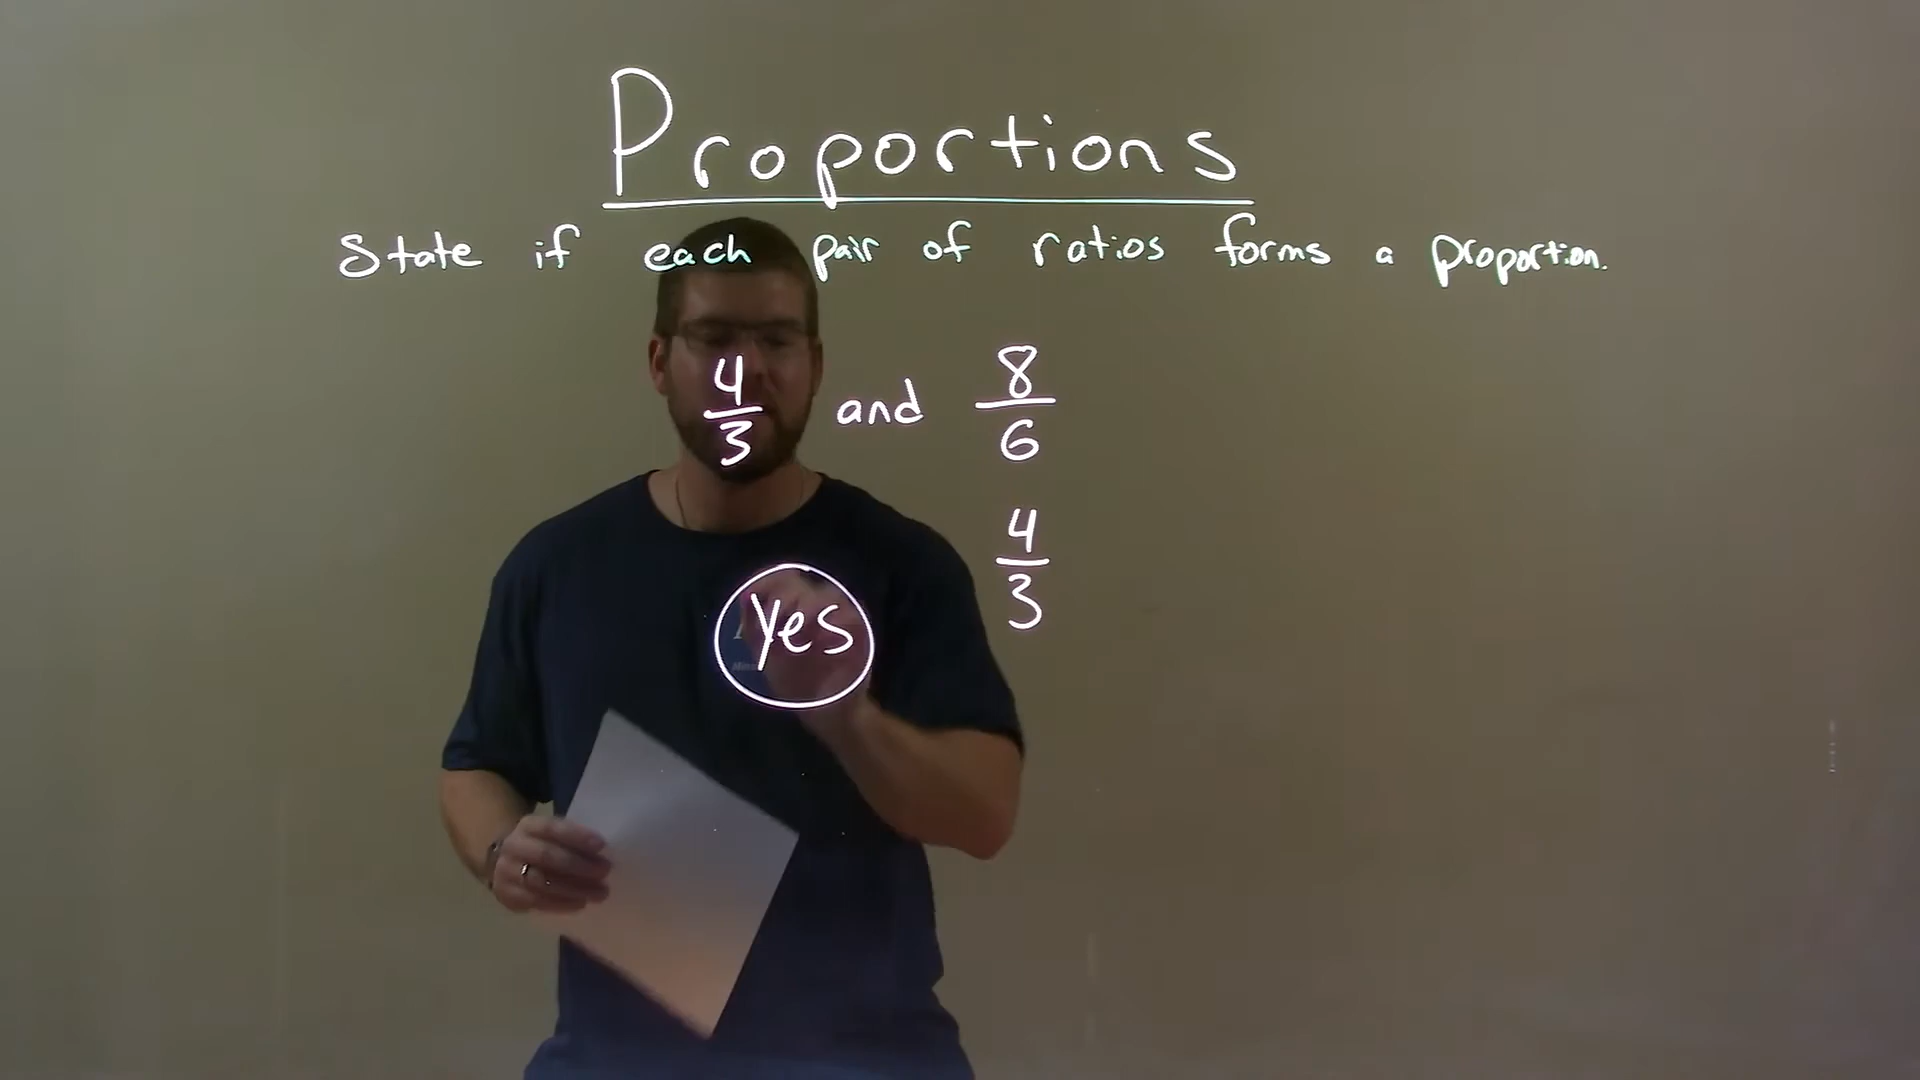 Proportions
State if each pair of ratios forms a proportion.
4/3 and 8/6
4/3
yes